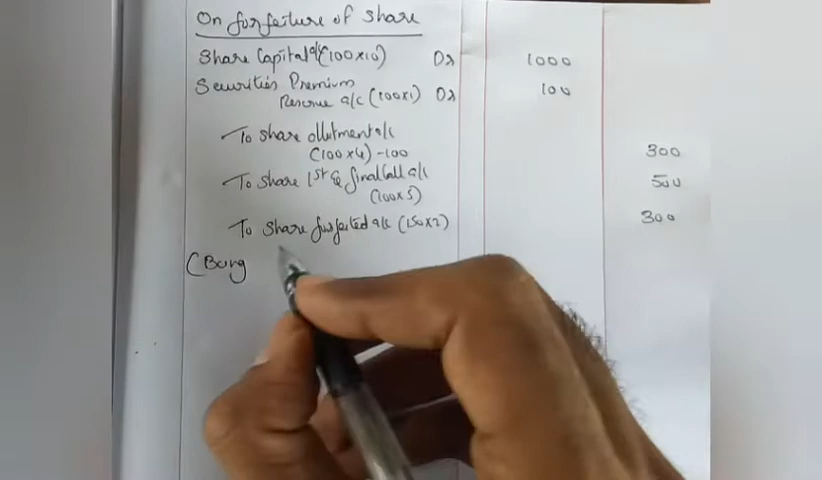 On forfeiture of share
Share Capital a/c (100x10) Dr 1000
Securities Premium
Reserve a/c (100x1) Dr 100
To share allotment a/c
(100x4)-100 300
To share 1st & final Call a/c 500
(100x5)
To share forfeited a/c (150x2) 300
(Bang